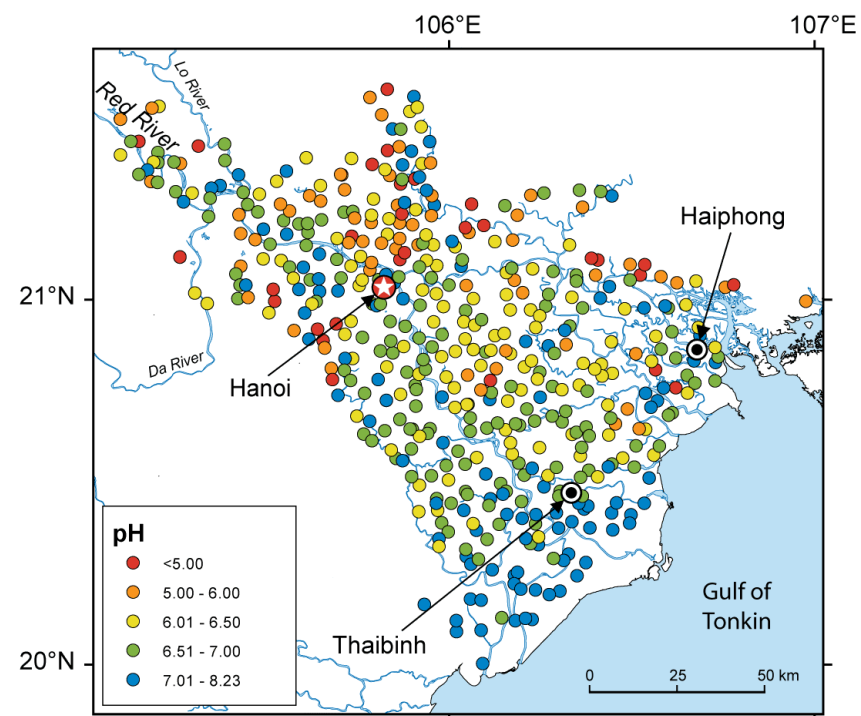 106°E
107°E
Lo River
Red River
Haiphong
21°N
Da River
Hanoi
pH
<5.00
5.00 - 6.00
6.01 - 6.50
6.51 - 7.00
7.01 - 8.23
Gulf of
Tonkin
Thaibinh
20°N
0 25 50 km